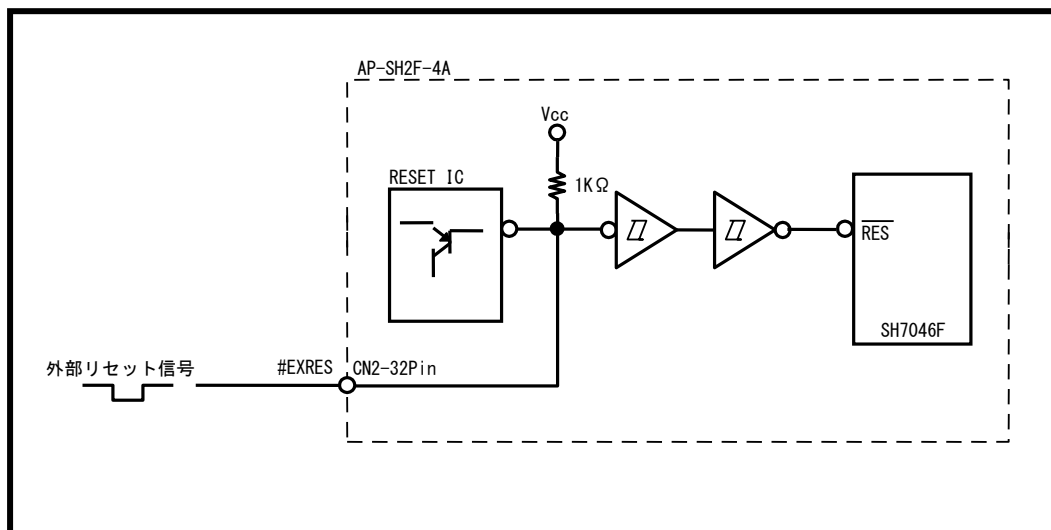 AP-SH2F-4A
Vcc
RESET IC
1KΩ
RES
SH7046F
外部リセット信号
#EXRES
CN2-32Pin